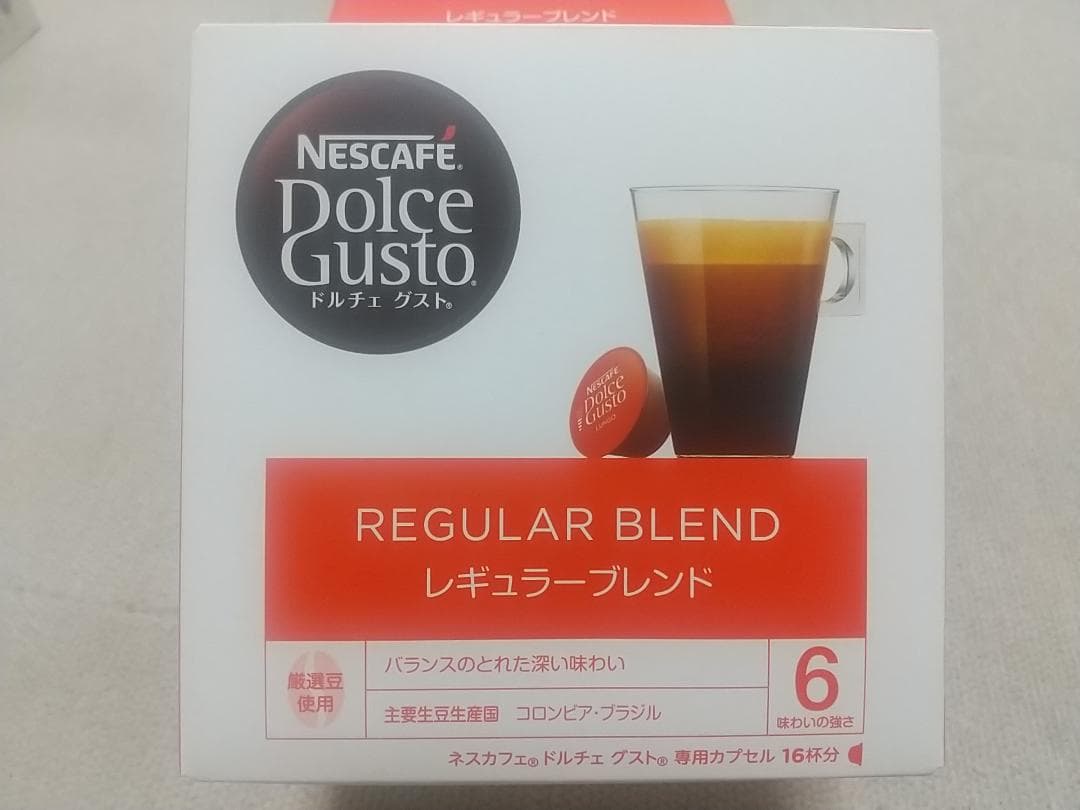 レギュラーブレンド
NESCAFÉ®
Dolce
Gusto®
ドルチェ グスト®
NESCAFÉ
Dolce
Gusto
LUNGO
REGULAR BLEND
レギュラーブレンド
厳選豆
使用
バランスのとれた深い味わい
主要生豆生産国 コロンビア・ブラジル
6
味わいの強さ
ネスカフェ® ドルチェ グスト® 専用カプセル 16杯分